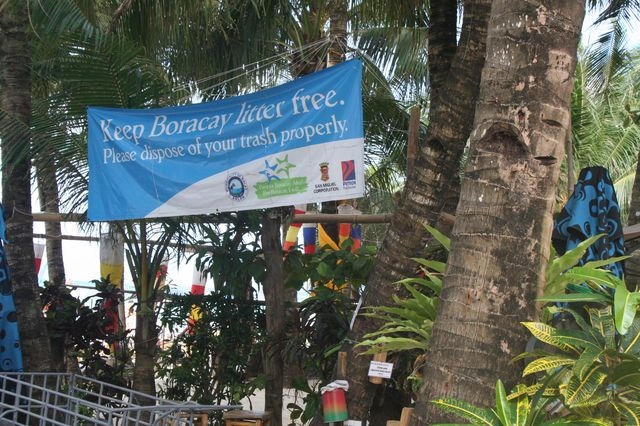 Keep Boracay litter free.
Please dispose of your trash properly.
SAN MIGUEL
CORPORATION
PETRON